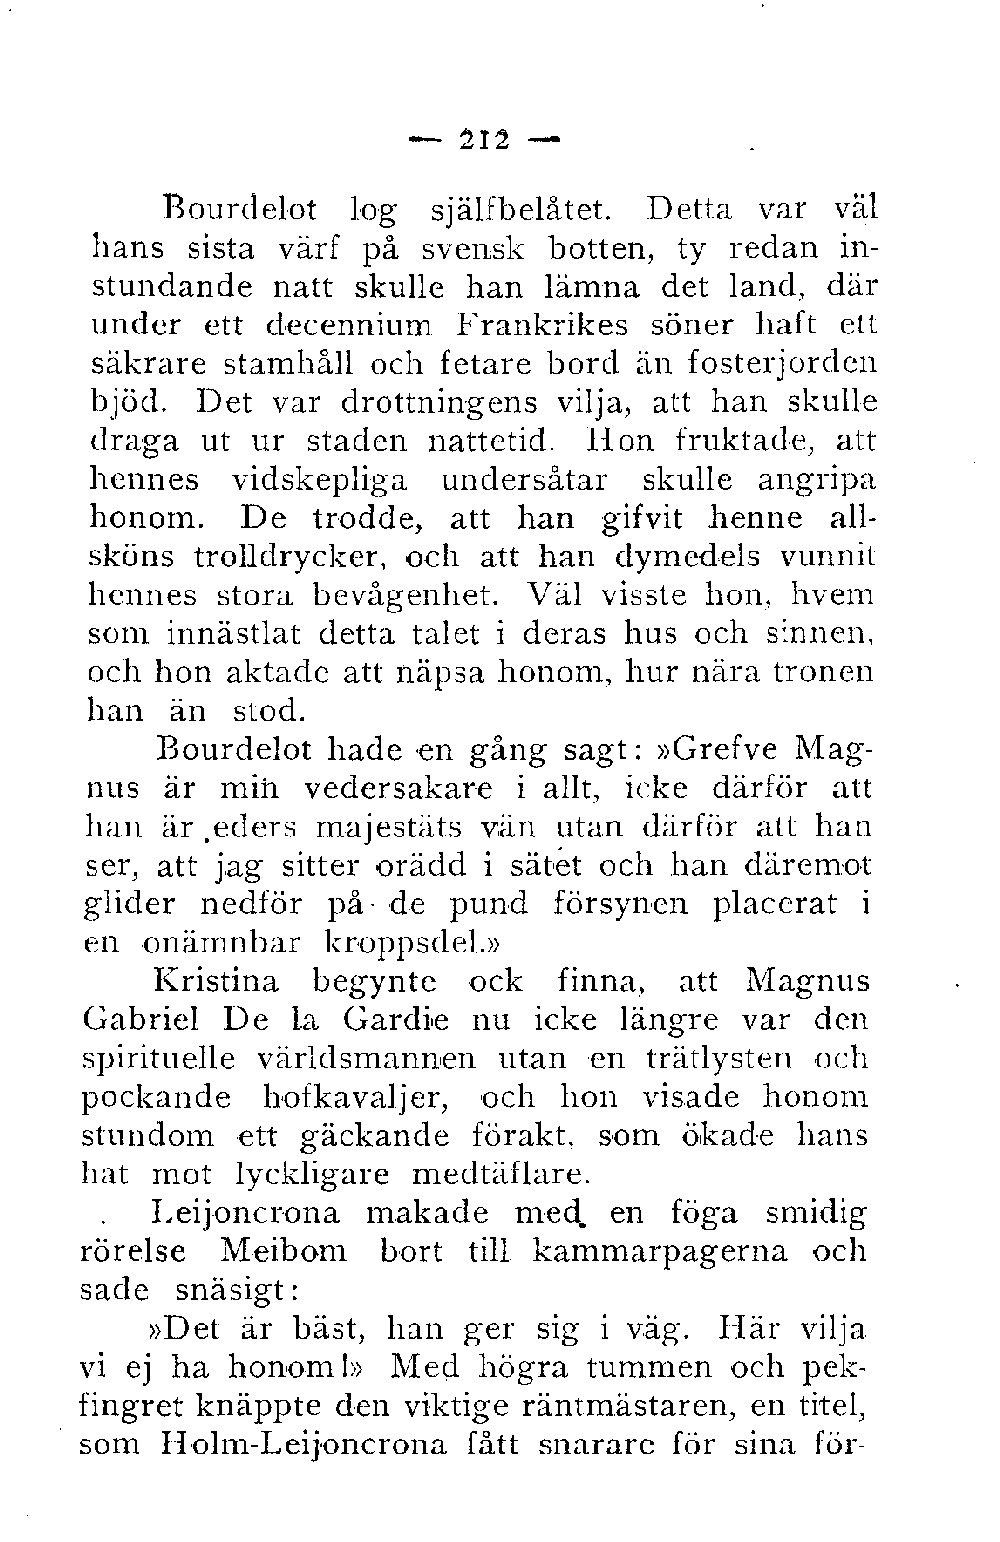 — 212 —
Bourdelot log själfbelåtet. Detta var väl
hans sista värf på svensk botten, ty redan in-
stundande natt skulle han lämna det land, där
under ett decennium Frankrikes söner haft ett
säkrare stamhåll och fetare bord än fosterjorden
bjöd. Det var drottningens vilja, att han skulle
draga ut ur staden nattetid. Hon fruktade, att
hennes vidskepliga undersåtar skulle angripa
honom. De trodde, att han gifvit henne all-
sköns trolldrycker, och att han dymedels vunnit
hennes stora bevågenhet. Väl visste hon, hvem
som innästlat detta talet i deras hus och sinnen,
och hon aktade att näpsa honom, hur nära tronen
han än stod.
Bourdelot hade en gång sagt: »Grefve Mag-
nus är min vedersakare i allt, icke därför att
han är eders majestäts vän utan därför att han
ser, att jag sitter orädd i sätet och han däremot
glider nedför på de pund försynen placerat i
en onämnbar kroppsdel.»
Kristina begynte ock finna, att Magnus
Gabriel De la Gardie nu icke längre var den
spirituelle världsmannen utan en trätlysten och
pockande hofkavaljer, och hon visade honom
stundom ett gäckande förakt, som ökade hans
hat mot lyckligare medtäflare.
Leijoncrona makade med en föga smidig
rörelse Meibom bort till kammarpagerna och
sade snäsigt:
»Det är bäst, han ger sig i väg. Här vilja
vi ej ha honom!» Med högra tummen och pek-
fingret knäppte den viktige räntmästaren, en titel,
som Holm-Leijoncrona fått snarare för sina för-